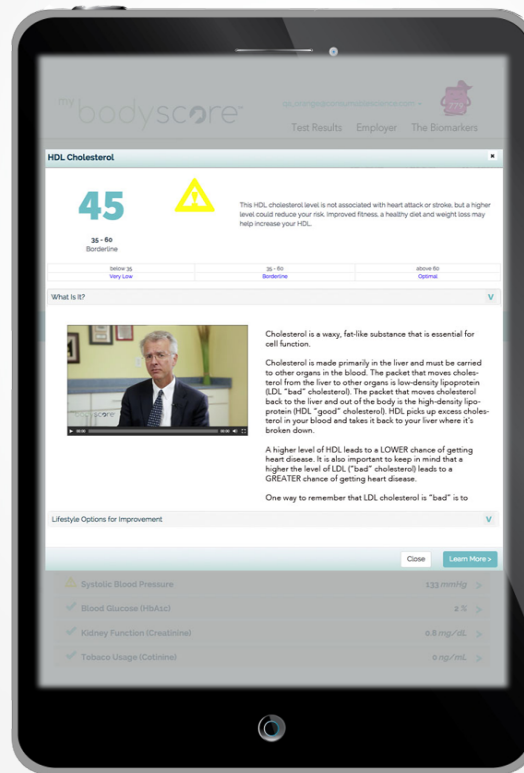 my bodyscore
775
Test Results Employer The Biomarkers
HDL Cholesterol
45
35 - 60
Borderline
This HDL cholesterol level is not associated with heart attack or stroke, but a higher
level could reduce your risk. Improved fitness, a healthy diet and weight loss may
help increase your HDL.
below 35 35 - 60 above 60
Very Low Borderline Optimal
What Is It? V
Cholesterol is a waxy, fat-like substance that is essential for
cell function.
Cholesterol is made primarily in the liver and must be carried
to other organs in the blood. The packet that moves choles-
terol from the liver to other organs is low-density lipoprotein
(LDL "bad" cholesterol). The packet that moves cholesterol
back to the liver and out of the body is the high-density lipo-
protein (HDL "good" cholesterol). HDL picks up excess choles-
terol in your blood and takes it back to your liver where it's
broken down.
A higher level of HDL leads to a LOWER chance of getting
heart disease. It is also important to keep in mind that a
higher the level of LDL ("bad" cholesterol) leads to a
GREATER chance of getting heart disease.
One way to remember that LDL cholesterol is "bad" is to
score
00:00 00:00
Lifestyle Options for Improvement V
Close Learn More >
Systolic Blood Pressure 133 mmHg >
Blood Glucose (HbA1c) 2 % >
Kidney Function (Creatinine) 0.8 mg/dL >
Tobaco Usage (Cotinine) 0 ng/mL >